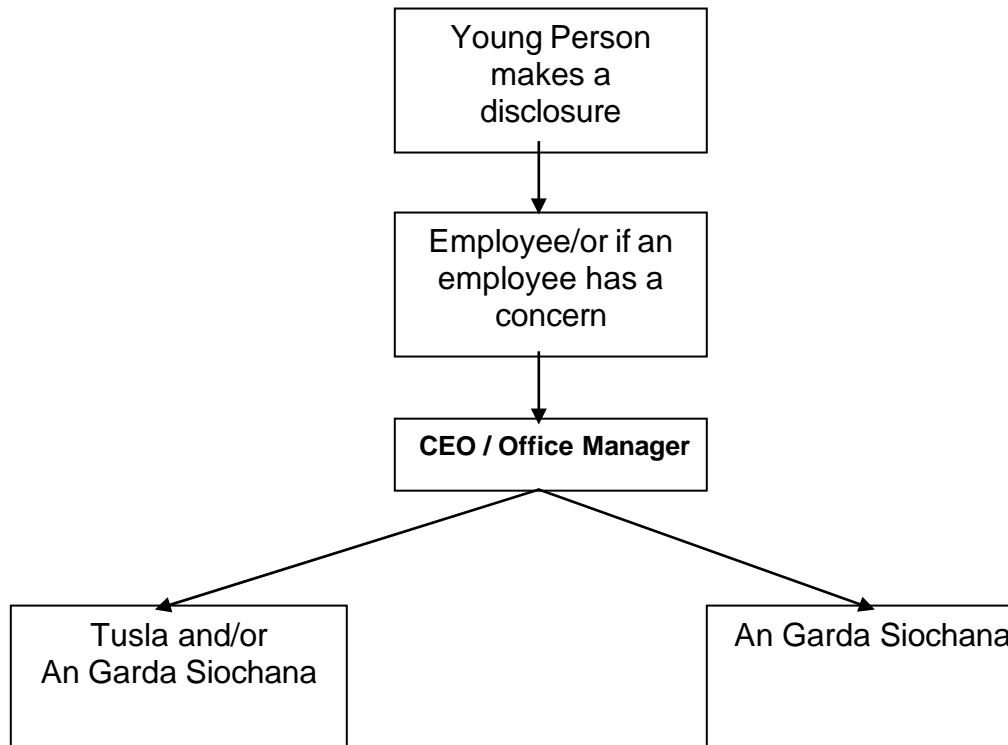 Young Person
makes a
disclosure
Employee/or if an
employee has a
concern
CEO / Office Manager
Tusla and/or
An Garda Siochana
An Garda Siochana